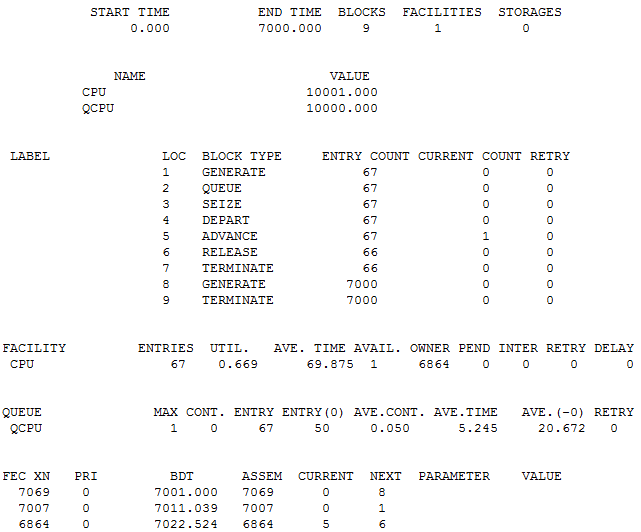 START TIME END TIME BLOCKS FACILITIES STORAGES
0.000 7000.000 9 1 0
NAME VALUE
CPU 10001.000
QCPU 10000.000
LABEL LOC BLOCK TYPE ENTRY COUNT CURRENT COUNT RETRY
1 GENERATE 67 0 0
2 QUEUE 67 0 0
3 SEIZE 67 0 0
4 DEPART 67 0 0
5 ADVANCE 67 1 0
6 RELEASE 66 0 0
7 TERMINATE 66 0 0
8 GENERATE 7000 0 0
9 TERMINATE 7000 0 0
FACILITY ENTRIES UTIL. AVE. TIME AVAIL. OWNER PEND INTER RETRY DELAY
CPU 67 0.669 69.875 1 6864 0 0 0 0
QUEUE MAX CONT. ENTRY ENTRY(0) AVE.CONT. AVE.TIME AVE.(-0) RETRY
QCPU 1 0 67 50 0.050 5.245 20.672 0
FEC XN PRI BDT ASSEM CURRENT NEXT PARAMETER VALUE
7069 0 7001.000 7069 0 8
7007 0 7011.039 7007 0 1
6864 0 7022.524 6864 5 6